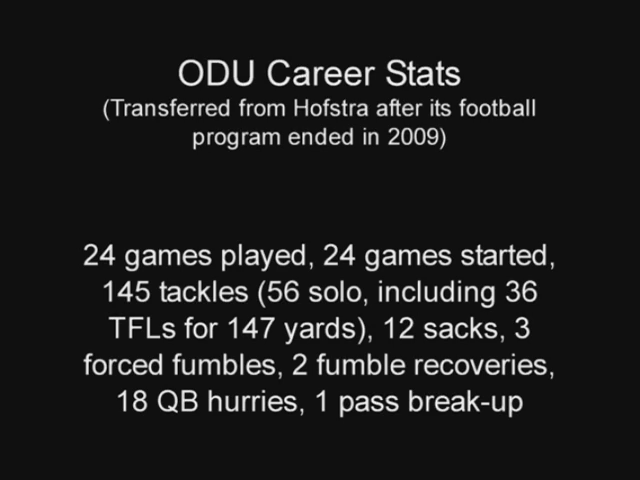 ODU Career Stats
(Transferred from Hofstra after its football
program ended in 2009)
24 games played, 24 games started,
145 tackles (56 solo, including 36
TFLs for 147 yards), 12 sacks, 3
forced fumbles, 2 fumble recoveries,
18 QB hurries, 1 pass break-up